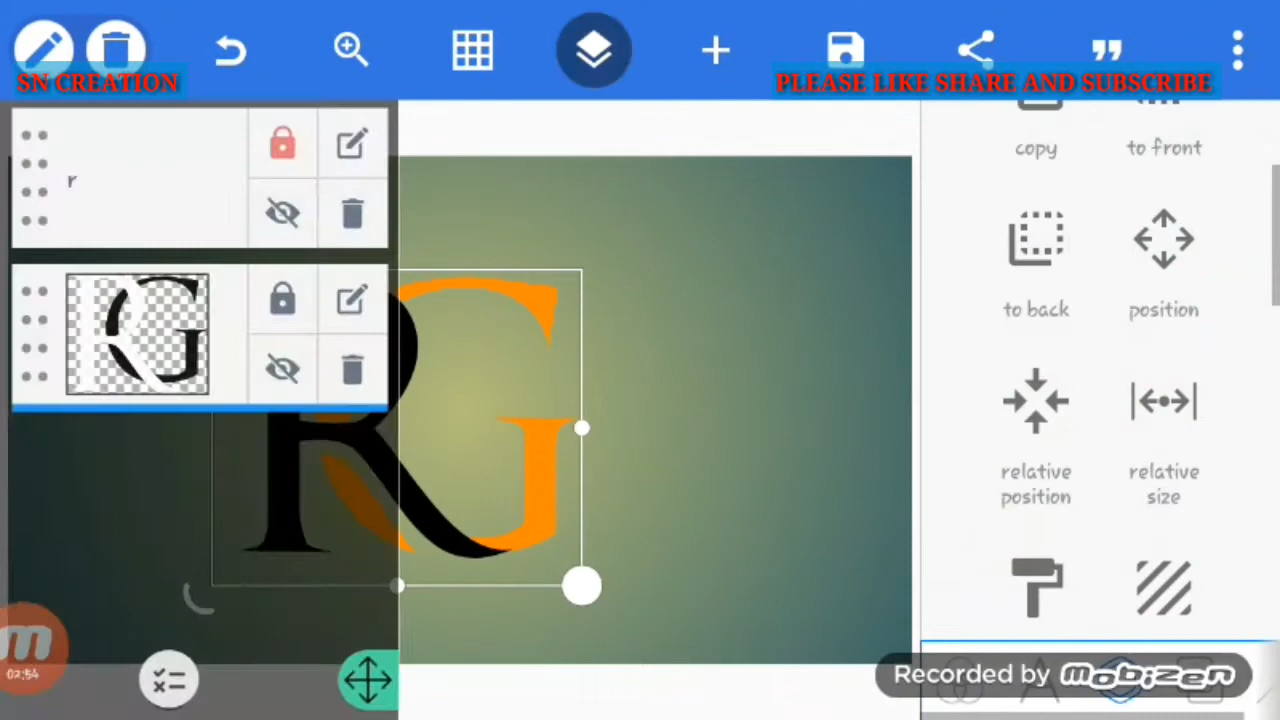 SN CREATION
PLEASE LIKE SHARE AND SUBSCRIBE
r
copy
to front
to back
position
RG
relative
position
relative
size
02:54
Recorded by mobizen